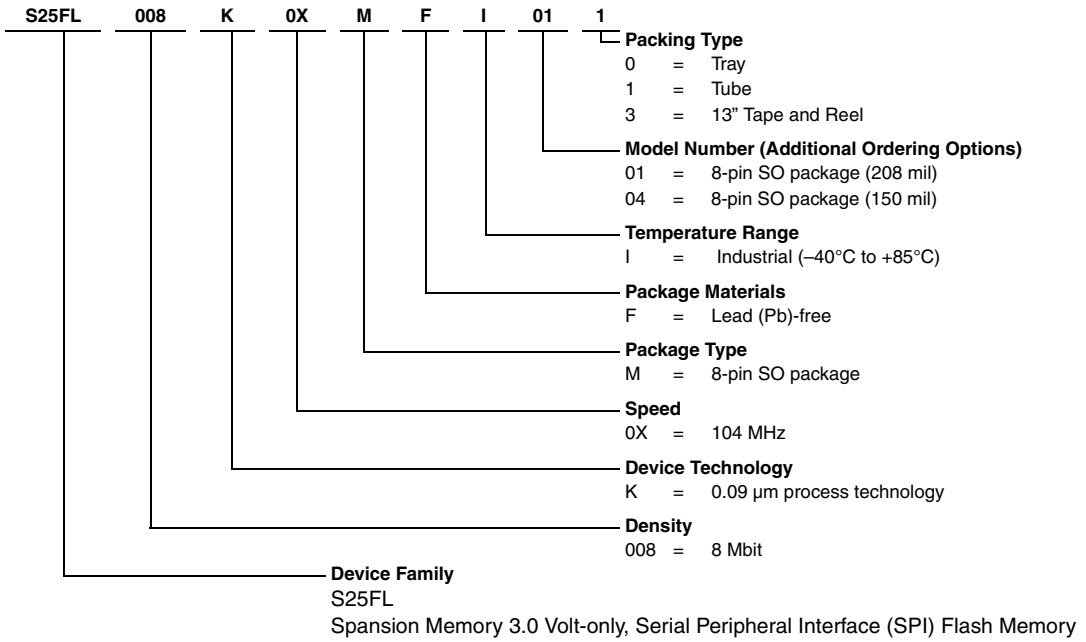 S25FL 008 K 0X M F I 01 1
Packing Type
0 = Tray
1 = Tube
3 = 13” Tape and Reel
Model Number (Additional Ordering Options)
01 = 8-pin SO package (208 mil)
04 = 8-pin SO package (150 mil)
Temperature Range
I = Industrial (–40°C to +85°C)
Package Materials
F = Lead (Pb)-free
Package Type
M = 8-pin SO package
Speed
0X = 104 MHz
Device Technology
K = 0.09 µm process technology
Density
008 = 8 Mbit
Device Family
S25FL
Spansion Memory 3.0 Volt-only, Serial Peripheral Interface (SPI) Flash Memory